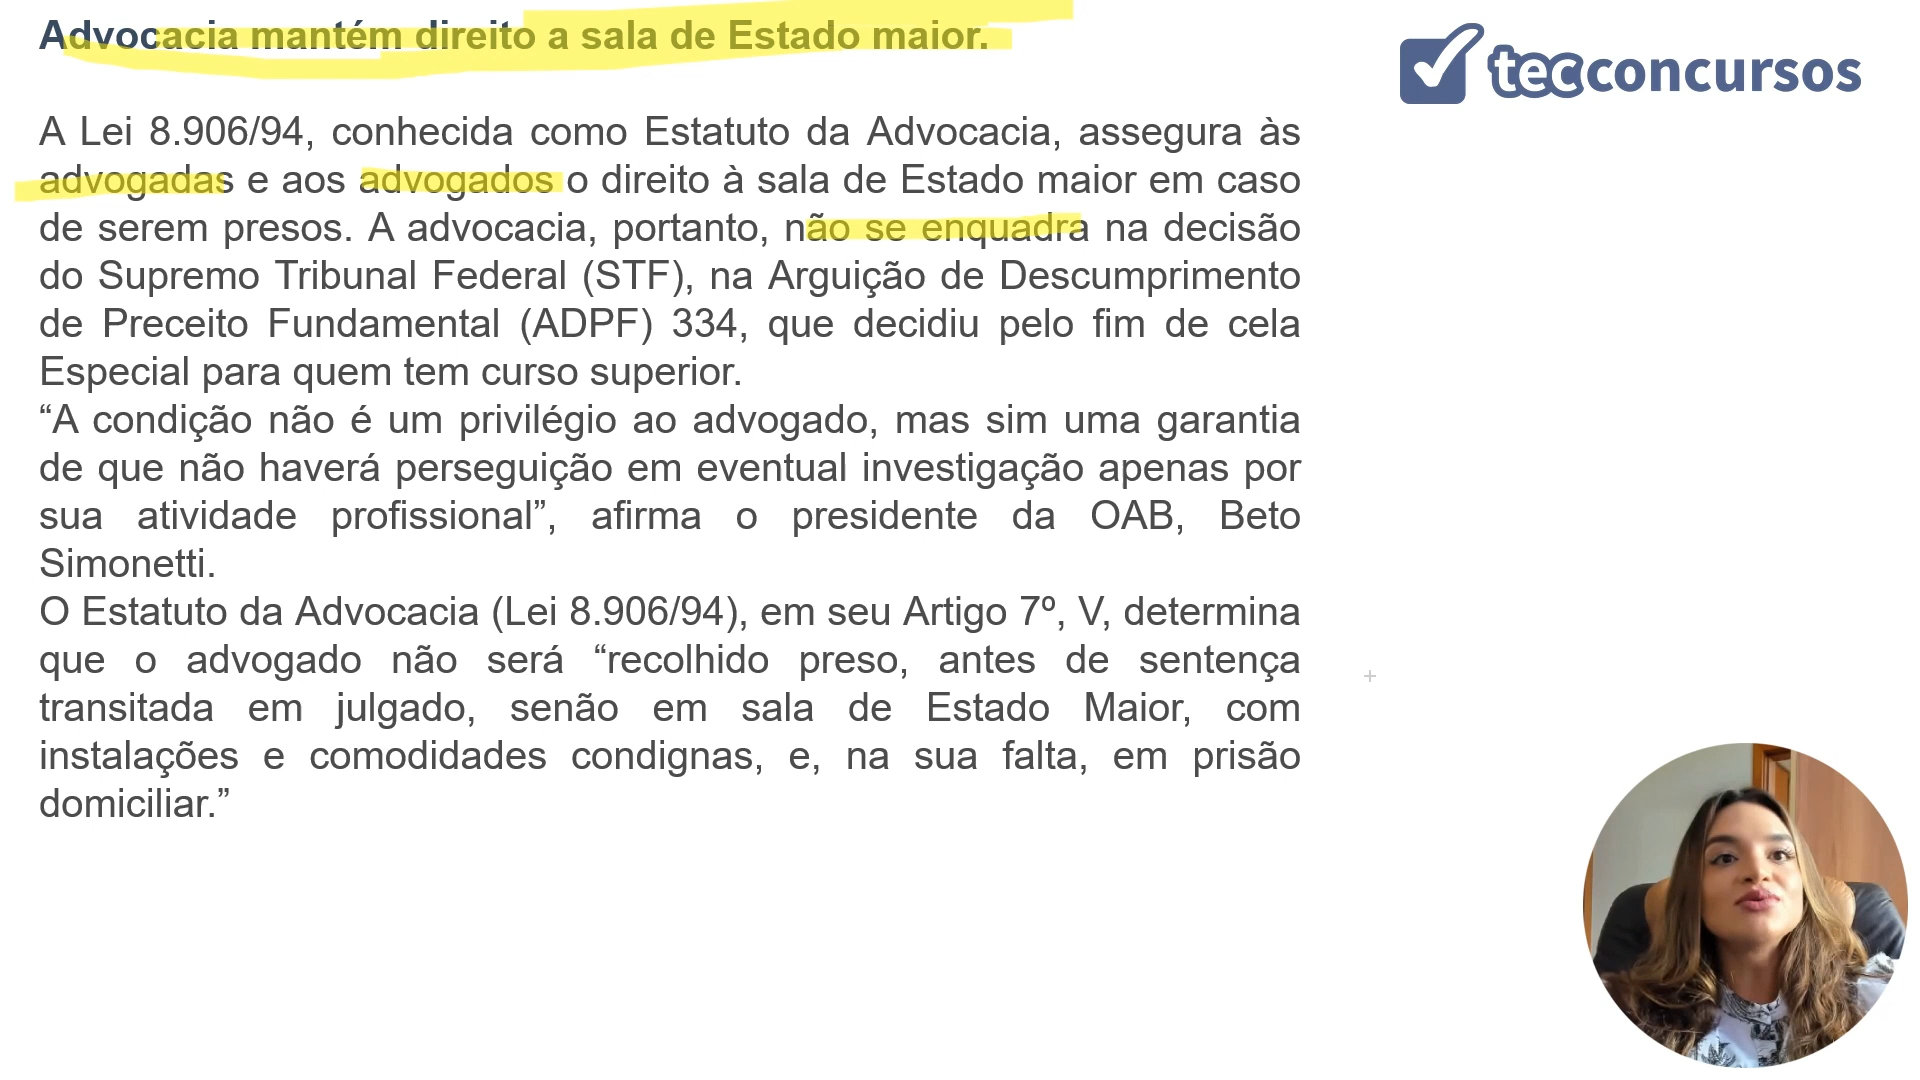 Advocacia mantém direito a sala de Estado maior.
tecconcursos
A Lei 8.906/94, conhecida como Estatuto da Advocacia, assegura às
advogadas e aos advogados o direito à sala de Estado maior em caso
de serem presos. A advocacia, portanto, não se enquadra na decisão
do Supremo Tribunal Federal (STF), na Arguição de Descumprimento
de Preceito Fundamental (ADPF) 334, que decidiu pelo fim de cela
Especial para quem tem curso superior.
“A condição não é um privilégio ao advogado, mas sim uma garantia
de que não haverá perseguição em eventual investigação apenas por
sua atividade profissional”, afirma o presidente da OAB, Beto
Simonetti.
O Estatuto da Advocacia (Lei 8.906/94), em seu Artigo 7º, V, determina
que o advogado não será “recolhido preso, antes de sentença
transitada em julgado, senão em sala de Estado Maior, com
instalações e comodidades condignas, e, na sua falta, em prisão
domiciliar.”